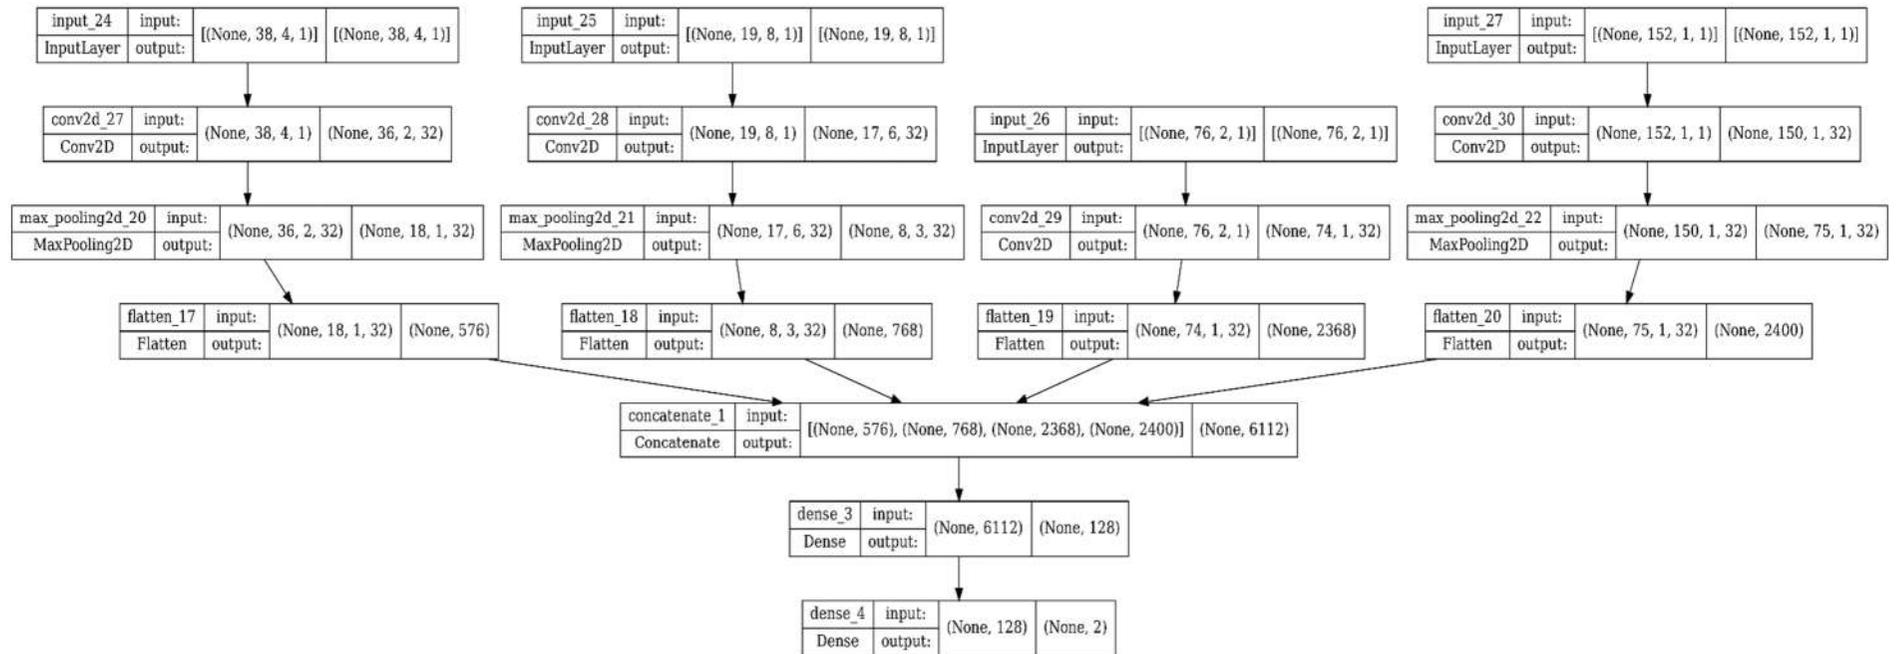 input_24 input: [(None, 38, 4, 1)] [(None, 38, 4, 1)]
InputLayer output:
input_25 input: [(None, 19, 8, 1)] [(None, 19, 8, 1)]
InputLayer output:
input_27 input: [(None, 152, 1, 1)] [(None, 152, 1, 1)]
InputLayer output:
conv2d_27 input: (None, 38, 4, 1) (None, 36, 2, 32)
Conv2D output:
conv2d_28 input: (None, 19, 8, 1) (None, 17, 6, 32)
Conv2D output:
input_26 input: [(None, 76, 2, 1)] [(None, 76, 2, 1)]
InputLayer output:
conv2d_30 input: (None, 152, 1, 1) (None, 150, 1, 32)
Conv2D output:
max_pooling2d_20 input: (None, 36, 2, 32) (None, 18, 1, 32)
MaxPooling2D output:
max_pooling2d_21 input: (None, 17, 6, 32) (None, 8, 3, 32)
MaxPooling2D output:
conv2d_29 input: (None, 76, 2, 1) (None, 74, 1, 32)
Conv2D output:
max_pooling2d_22 input: (None, 150, 1, 32) (None, 75, 1, 32)
MaxPooling2D output:
flatten_17 input: (None, 18, 1, 32) (None, 576)
Flatten output:
flatten_18 input: (None, 8, 3, 32) (None, 768)
Flatten output:
flatten_19 input: (None, 74, 1, 32) (None, 2368)
Flatten output:
flatten_20 input: (None, 75, 1, 32) (None, 2400)
Flatten output:
concatenate_1 input: [(None, 576), (None, 768), (None, 2368), (None, 2400)] (None, 6112)
Concatenate output:
dense_3 input: (None, 6112) (None, 128)
Dense output:
dense_4 input: (None, 128) (None, 2)
Dense output: